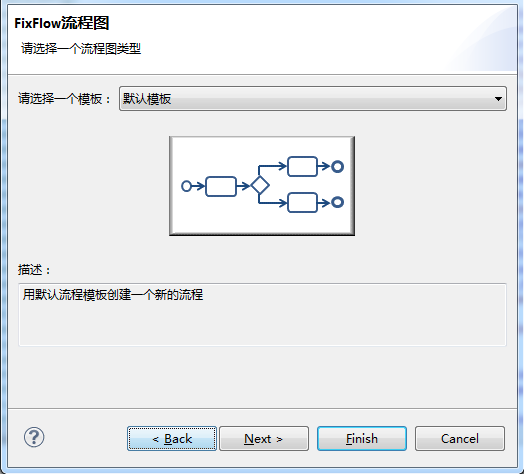 FixFlow流程图
请选择一个流程图类型
请选择一个模板： 默认模板
描述：
用默认流程模板创建一个新的流程
? < Back Next > Finish Cancel